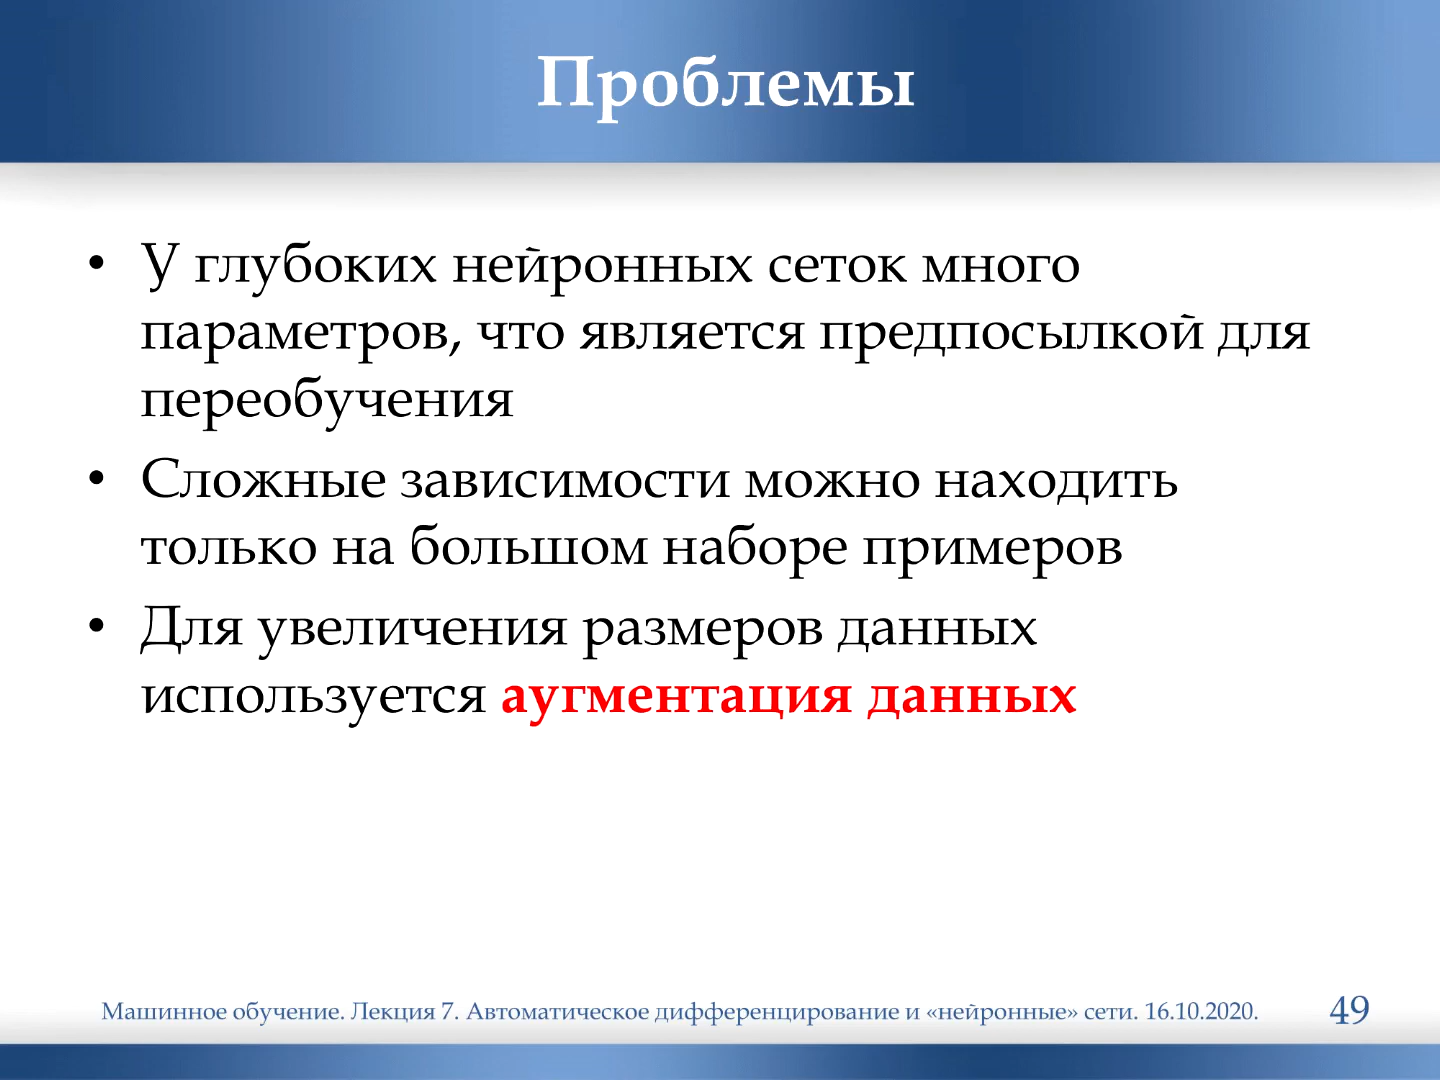 Проблемы
• У глубоких нейронных сеток много
параметров, что является предпосылкой для
переобучения
• Сложные зависимости можно находить
только на большом наборе примеров
• Для увеличения размеров данных
используется аугментация данных
Машинное обучение. Лекция 7. Автоматическое дифференцирование и «нейронные» сети. 16.10.2020.
49